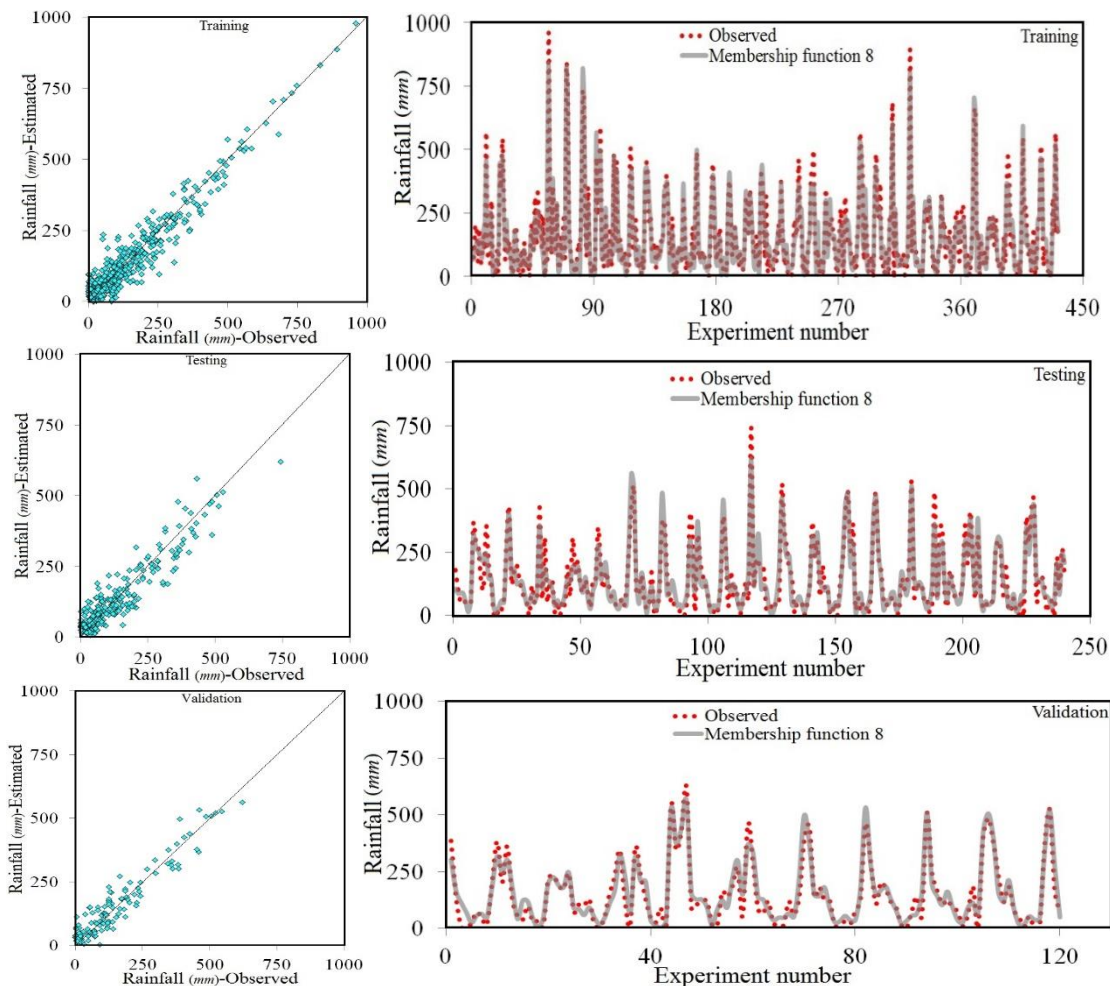 Training
Rainfall (mm)-Estimated
1000
750
500
250
0
0 250 500 750 1000
Rainfall (mm)-Observed
Training
Observed
Membership function 8
Rainfall (mm)
1000
750
500
250
0
0 90 180 270 360 450
Experiment number
Testing
Rainfall (mm)-Estimated
1000
750
500
250
0
0 250 500 750 1000
Rainfall (mm)-Observed
Testing
Observed
Membership function 8
Rainfall (mm)
1000
750
500
250
0
0 50 100 150 200 250
Experiment number
Validation
Rainfall (mm)-Estimated
1000
750
500
250
0
0 250 500 750 1000
Rainfall (mm)-Observed
Validation
Observed
Membership function 8
Rainfall (mm)
1000
750
500
250
0
0 40 80 120
Experiment number